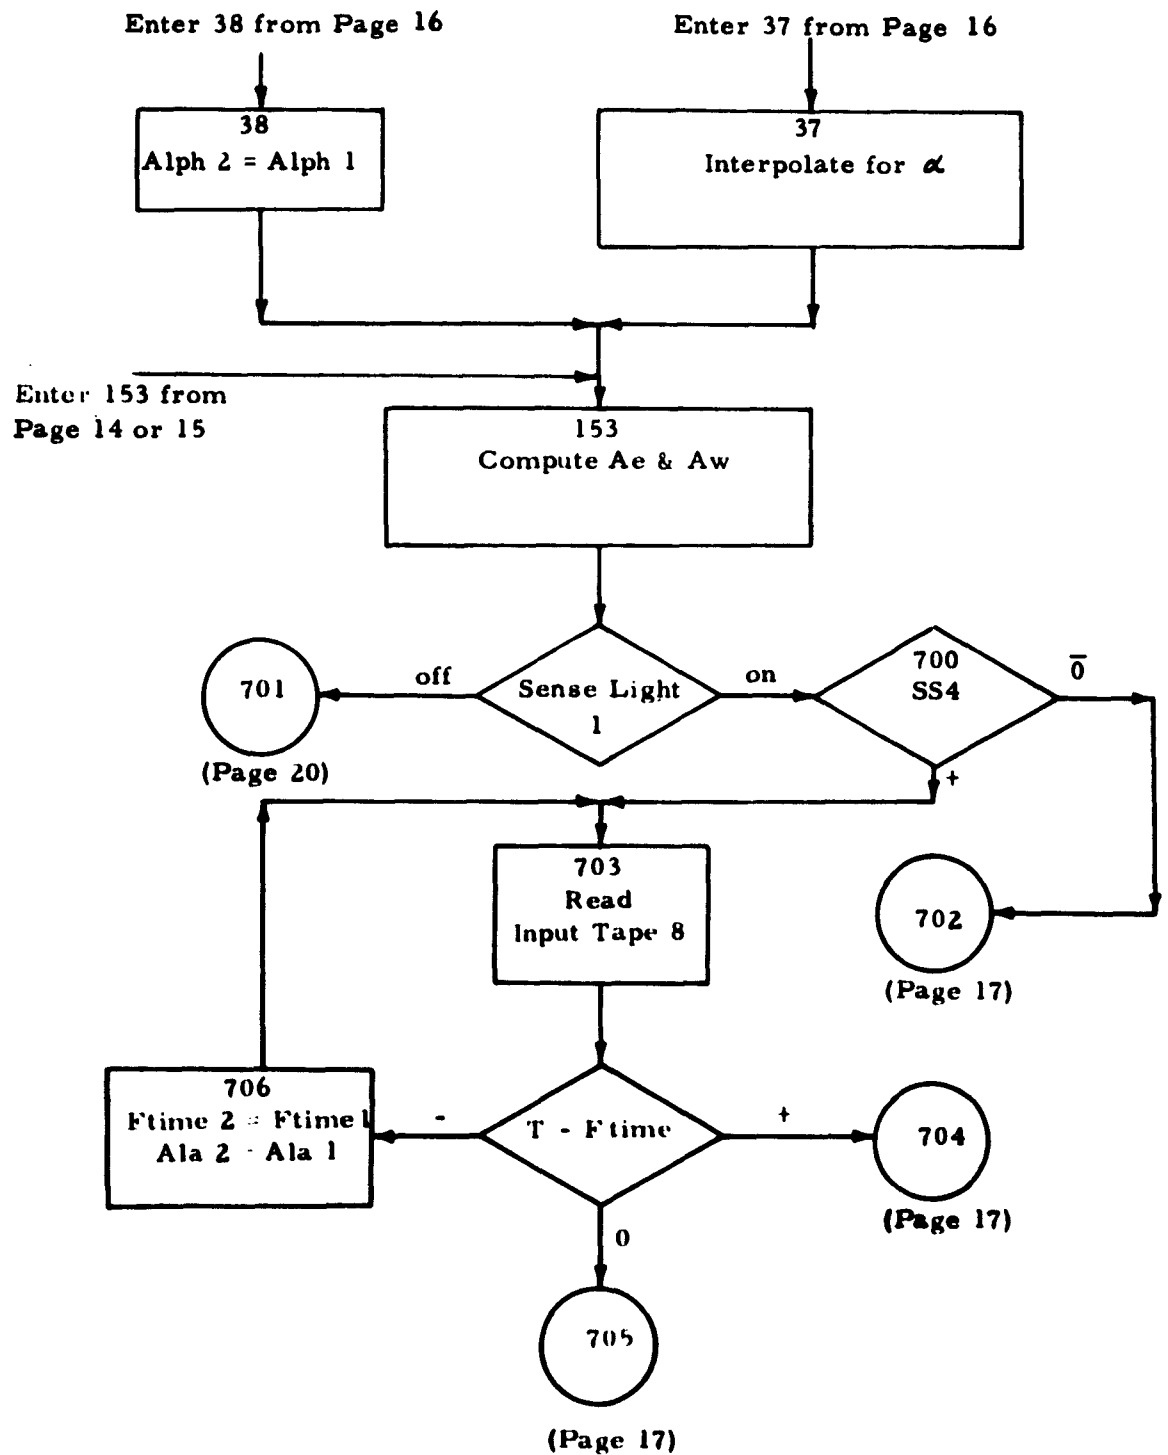 Enter 38 from Page 16
Enter 37 from Page 16
38
Alph 2 = Alph 1
37
Interpolate for α
Enter 153 from
Page 14 or 15
153
Compute Ae & Aw
701
(Page 20)
off
Sense Light
1
on
700
SS4
0̅
+
703
Read
Input Tape 8
702
(Page 17)
706
Ftime 2 = Ftime 1
Ala 2 - Ala 1
-
T - Ftime
+
704
(Page 17)
0
705
(Page 17)